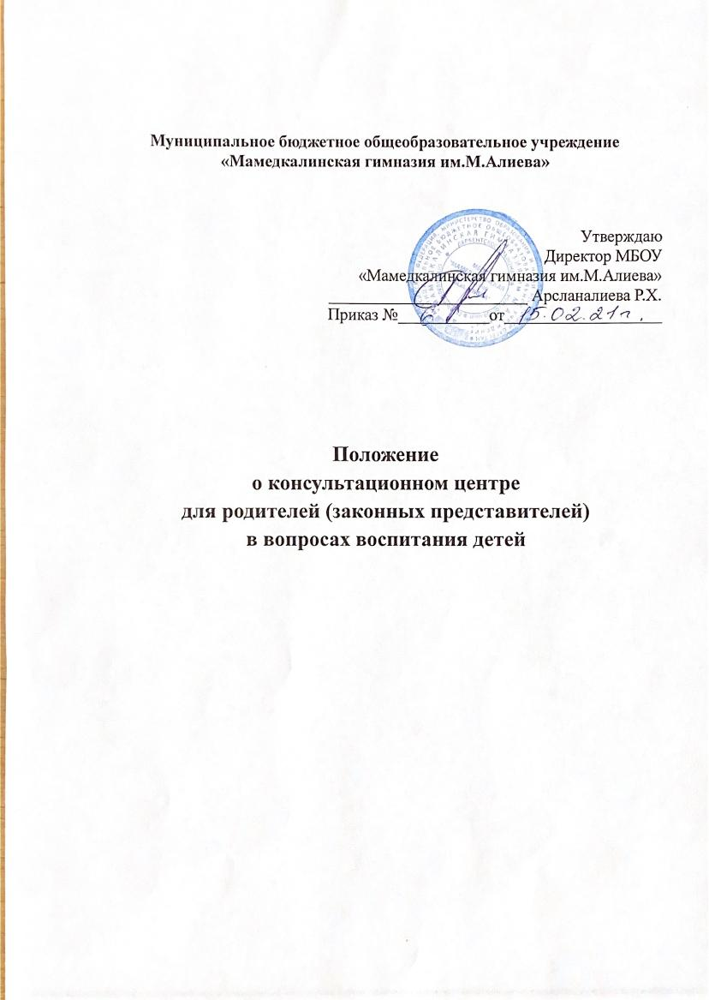 Муниципальное бюджетное общеобразовательное учреждение
«Мамедкалинская гимназия им.М.Алиева»
Утверждаю
Директор МБОУ
«Мамедкалинская гимназия им.М.Алиева»
Арсланалиева Р.Х.
Приказ № 6 от 15.02.21г.
Положение
о консультационном центре
для родителей (законных представителей)
в вопросах воспитания детей